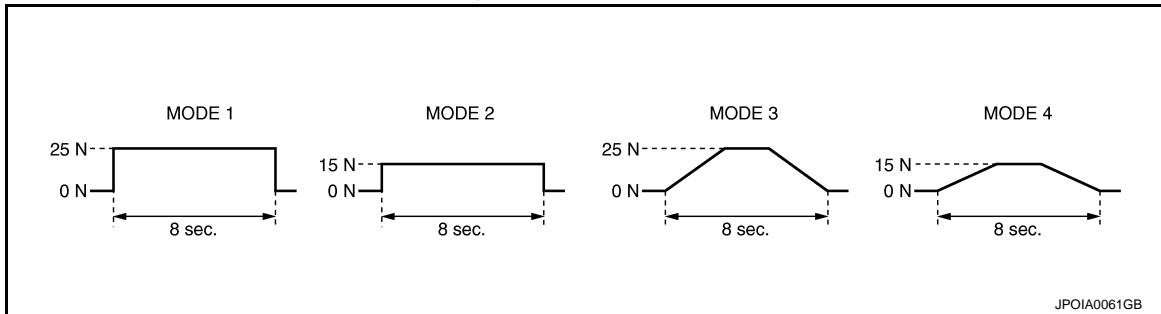 MODE 1
MODE 2
MODE 3
MODE 4
25 N
0 N
8 sec.
15 N
0 N
8 sec.
25 N
0 N
8 sec.
15 N
0 N
8 sec.
JPOIA0061GB